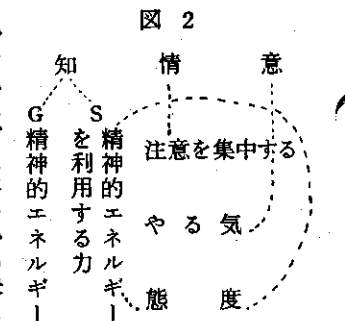 図 2
知 情 意
G 精神的エネルギー
S 精神的エネルギー
を利用する力
注意を集中する
やる気
態度